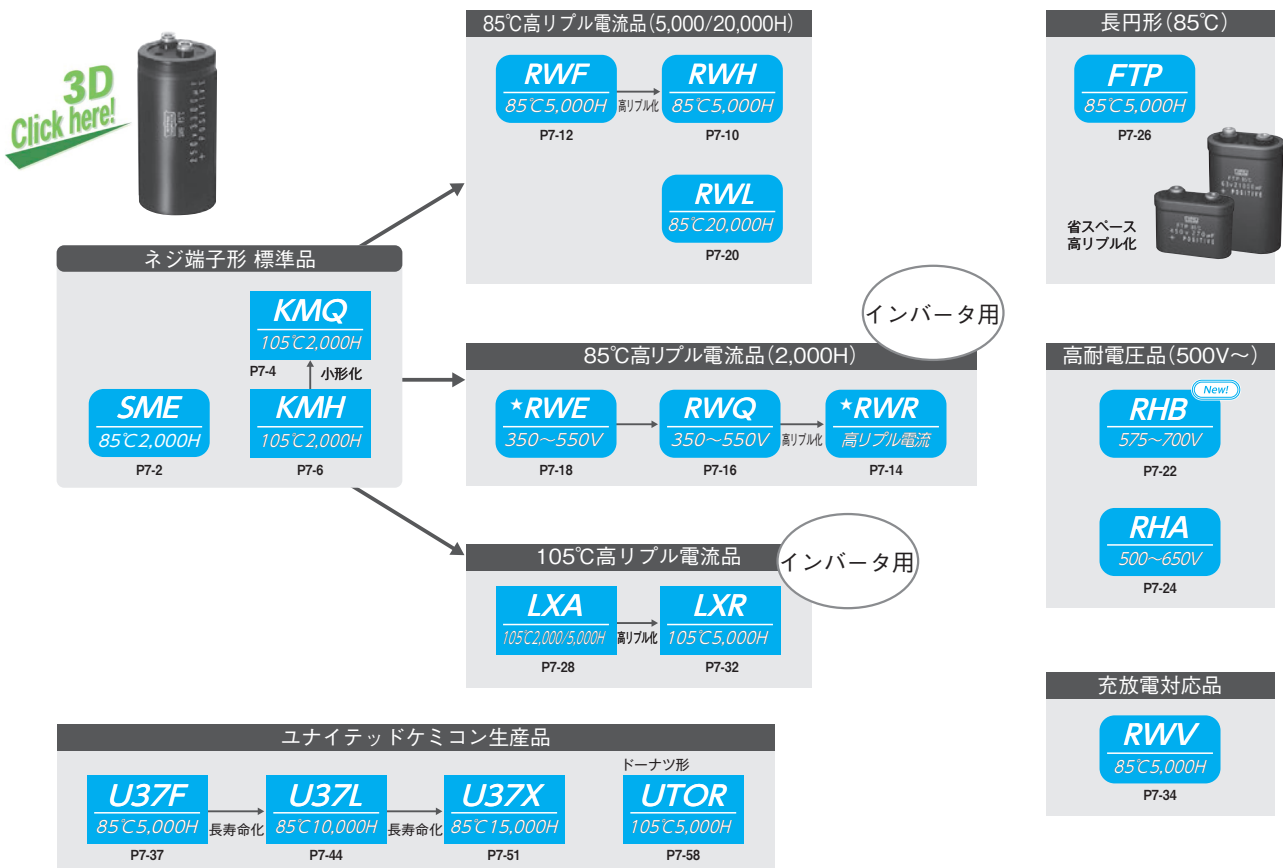 3D
Click here!
ネジ端子形 標準品
KMQ
105℃2,000H
P7-4
小形化
SME
85℃2,000H
P7-2
KMH
105℃2,000H
P7-6
85℃高リプル電流品(5,000/20,000H)
RWF
85℃5,000H
P7-12
高リプル化
RWH
85℃5,000H
P7-10
RWL
85℃20,000H
P7-20
インバータ用
85℃高リプル電流品(2,000H)
★RWE
350～550V
P7-18
RWQ
350～550V
P7-16
高リプル化
★RWR
高リプル電流
P7-14
インバータ用
105℃高リプル電流品
LXA
105℃2,000/5,000H
P7-28
高リプル化
LXR
105℃5,000H
P7-32
長円形(85℃)
FTP
85℃5,000H
P7-26
省スペース
高リプル化
高耐電圧品(500V～)
New!
RHB
575～700V
P7-22
RHA
500～650V
P7-24
充放電対応品
RWV
85℃5,000H
P7-34
ユナイテッドケミコン生産品
U37F
85℃5,000H
P7-37
長寿命化
U37L
85℃10,000H
P7-44
長寿命化
U37X
85℃15,000H
P7-51
ドーナツ形
UTOR
105℃5,000H
P7-58